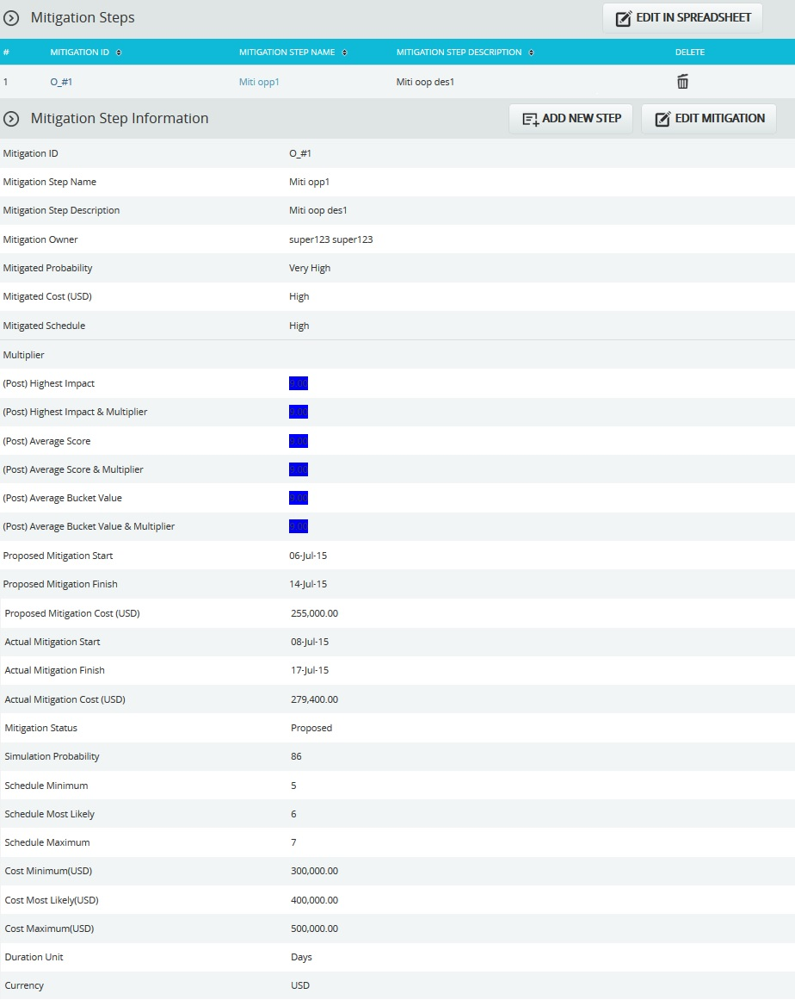 Mitigation Steps EDIT IN SPREADSHEET
# MITIGATION ID MITIGATION STEP NAME MITIGATION STEP DESCRIPTION DELETE
1 O_#1 Miti opp1 Miti oop des1
Mitigation Step Information ADD NEW STEP EDIT MITIGATION
Mitigation ID O_#1
Mitigation Step Name Miti opp1
Mitigation Step Description Miti oop des1
Mitigation Owner super123 super123
Mitigated Probability Very High
Mitigated Cost (USD) High
Mitigated Schedule High
Multiplier
(Post) Highest Impact 9.00
(Post) Highest Impact & Multiplier 9.00
(Post) Average Score 9.00
(Post) Average Score & Multiplier 9.00
(Post) Average Bucket Value 9.00
(Post) Average Bucket Value & Multiplier 9.00
Proposed Mitigation Start 06-Jul-15
Proposed Mitigation Finish 14-Jul-15
Proposed Mitigation Cost (USD) 255,000.00
Actual Mitigation Start 08-Jul-15
Actual Mitigation Finish 17-Jul-15
Actual Mitigation Cost (USD) 279,400.00
Mitigation Status Proposed
Simulation Probability 86
Schedule Minimum 5
Schedule Most Likely 6
Schedule Maximum 7
Cost Minimum(USD) 300,000.00
Cost Most Likely(USD) 400,000.00
Cost Maximum(USD) 500,000.00
Duration Unit Days
Currency USD